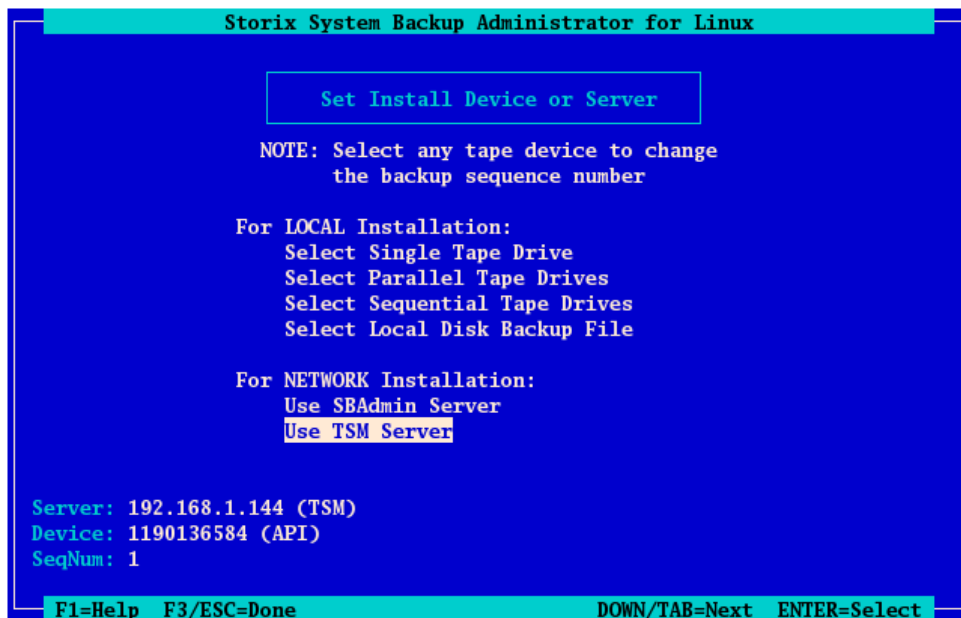 Storix System Backup Administrator for Linux
Set Install Device or Server
NOTE: Select any tape device to change
the backup sequence number
For LOCAL Installation:
Select Single Tape Drive
Select Parallel Tape Drives
Select Sequential Tape Drives
Select Local Disk Backup File
For NETWORK Installation:
Use SBAdmin Server
Use TSM Server
Server: 192.168.1.144 (TSM)
Device: 1190136584 (API)
SeqNum: 1
F1=Help F3/ESC=Done DOWN/TAB=Next ENTER=Select